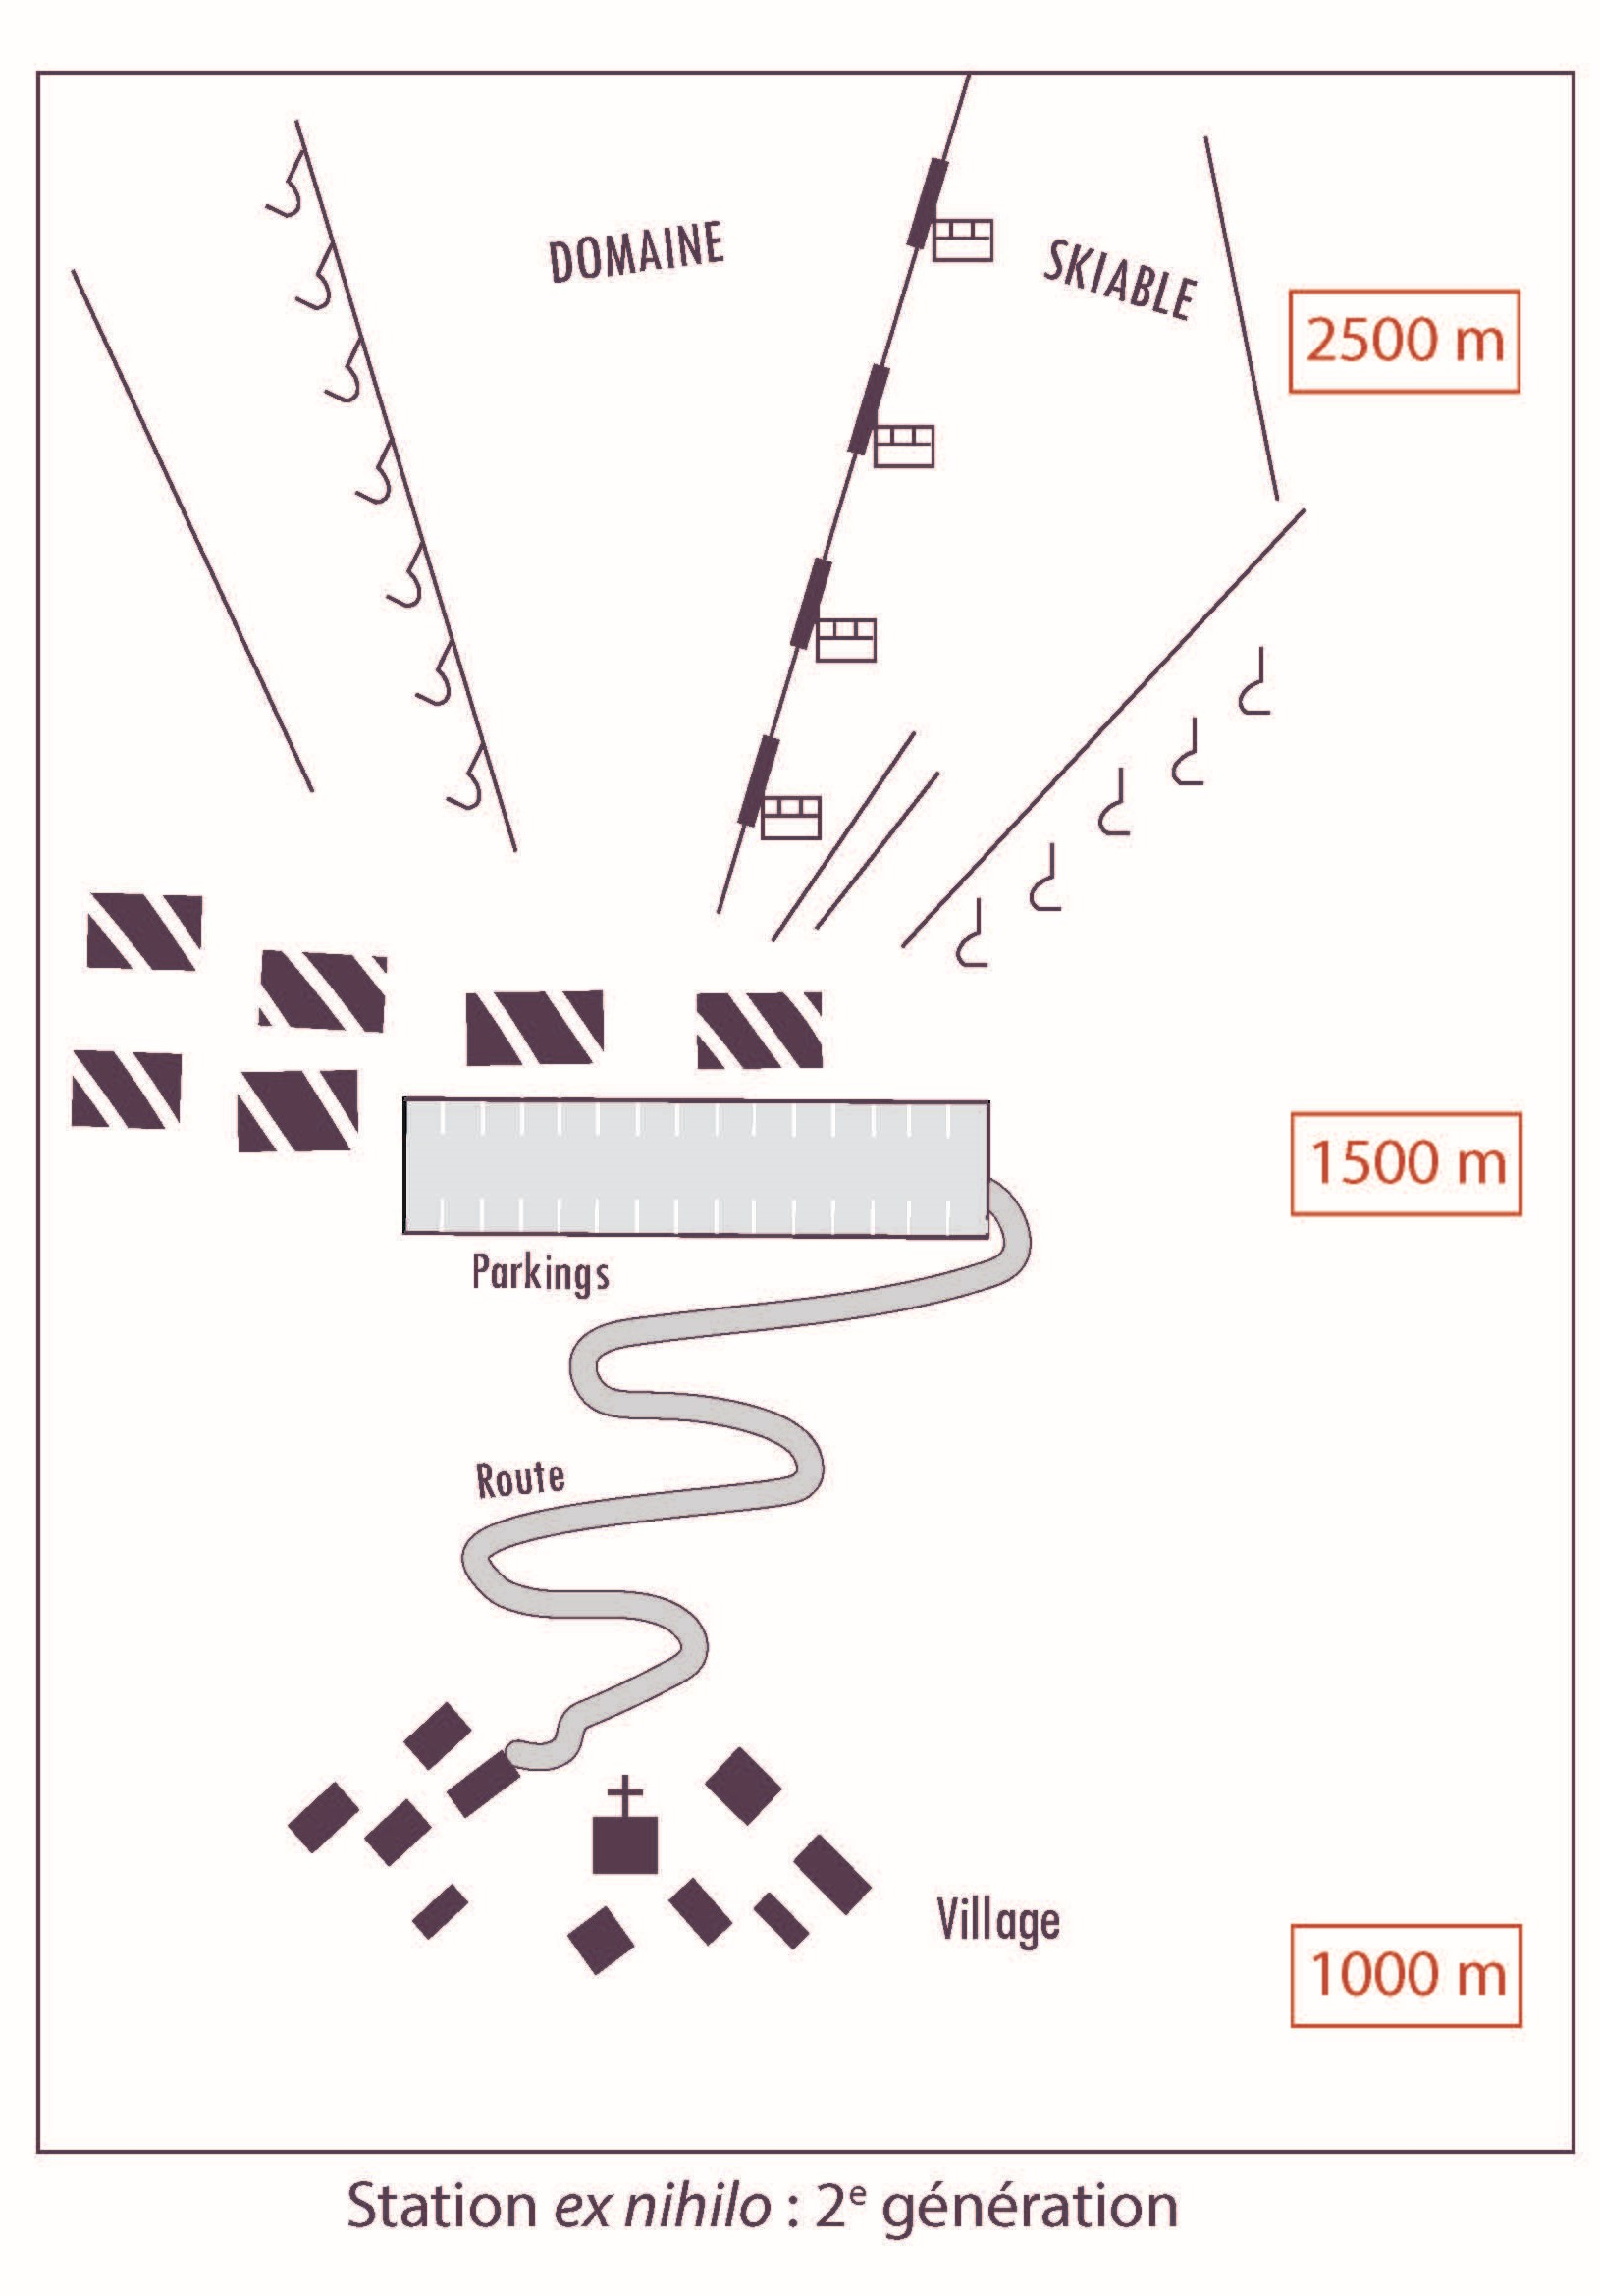 DOMAINE
SKIABLE
2500 m
1500 m
Parkings
Route
Village
1000 m
Station ex nihilo : 2e génération